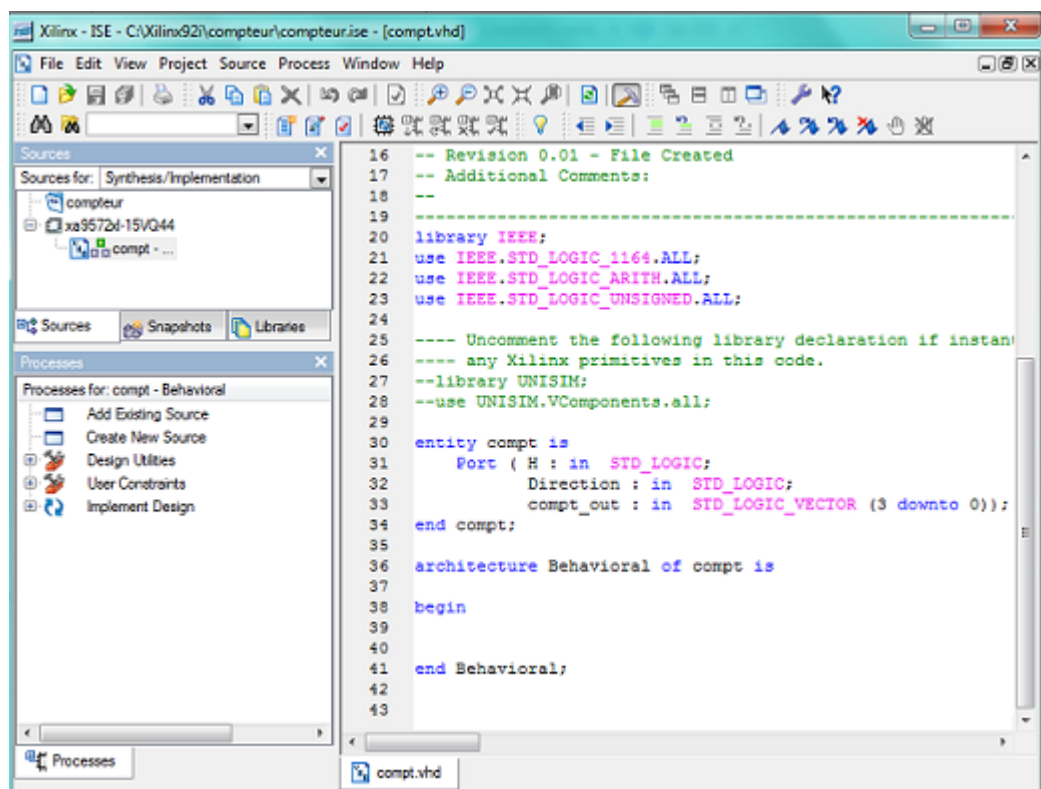 Xilinx - ISE - C:\Xilinx92i\compteur\compteur.ise - [compt.vhd]
File Edit View Project Source Process Window Help
Sources
Sources for: Synthesis/Implementation
compteur
xa9572xl-15VQ44
compt - ...
Sources Snapshots Libraries
Processes
Processes for: compt - Behavioral
Add Existing Source
Create New Source
Design Utilities
User Constraints
Implement Design
Processes
16 -- Revision 0.01 - File Created
17 -- Additional Comments:
18 --
19 ----------------------------------------------------------
20 library IEEE;
21 use IEEE.STD_LOGIC_1164.ALL;
22 use IEEE.STD_LOGIC_ARITH.ALL;
23 use IEEE.STD_LOGIC_UNSIGNED.ALL;
24
25 ---- Uncomment the following library declaration if instan
26 ---- any Xilinx primitives in this code.
27 --library UNISIM;
28 --use UNISIM.VComponents.all;
29
30 entity compt is
31 Port ( H : in STD_LOGIC;
32 Direction : in STD_LOGIC;
33 compt_out : in STD_LOGIC_VECTOR (3 downto 0));
34 end compt;
35
36 architecture Behavioral of compt is
37
38 begin
39
40
41 end Behavioral;
42
43
compt.vhd